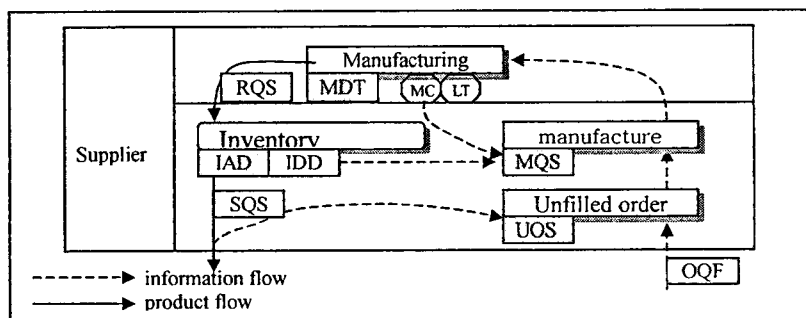 Manufacturing
RQS MDT MC LT
Inventory manufacture
Supplier IAD IDD MQS
SQS Unfilled order
UOS
information flow OQF
product flow